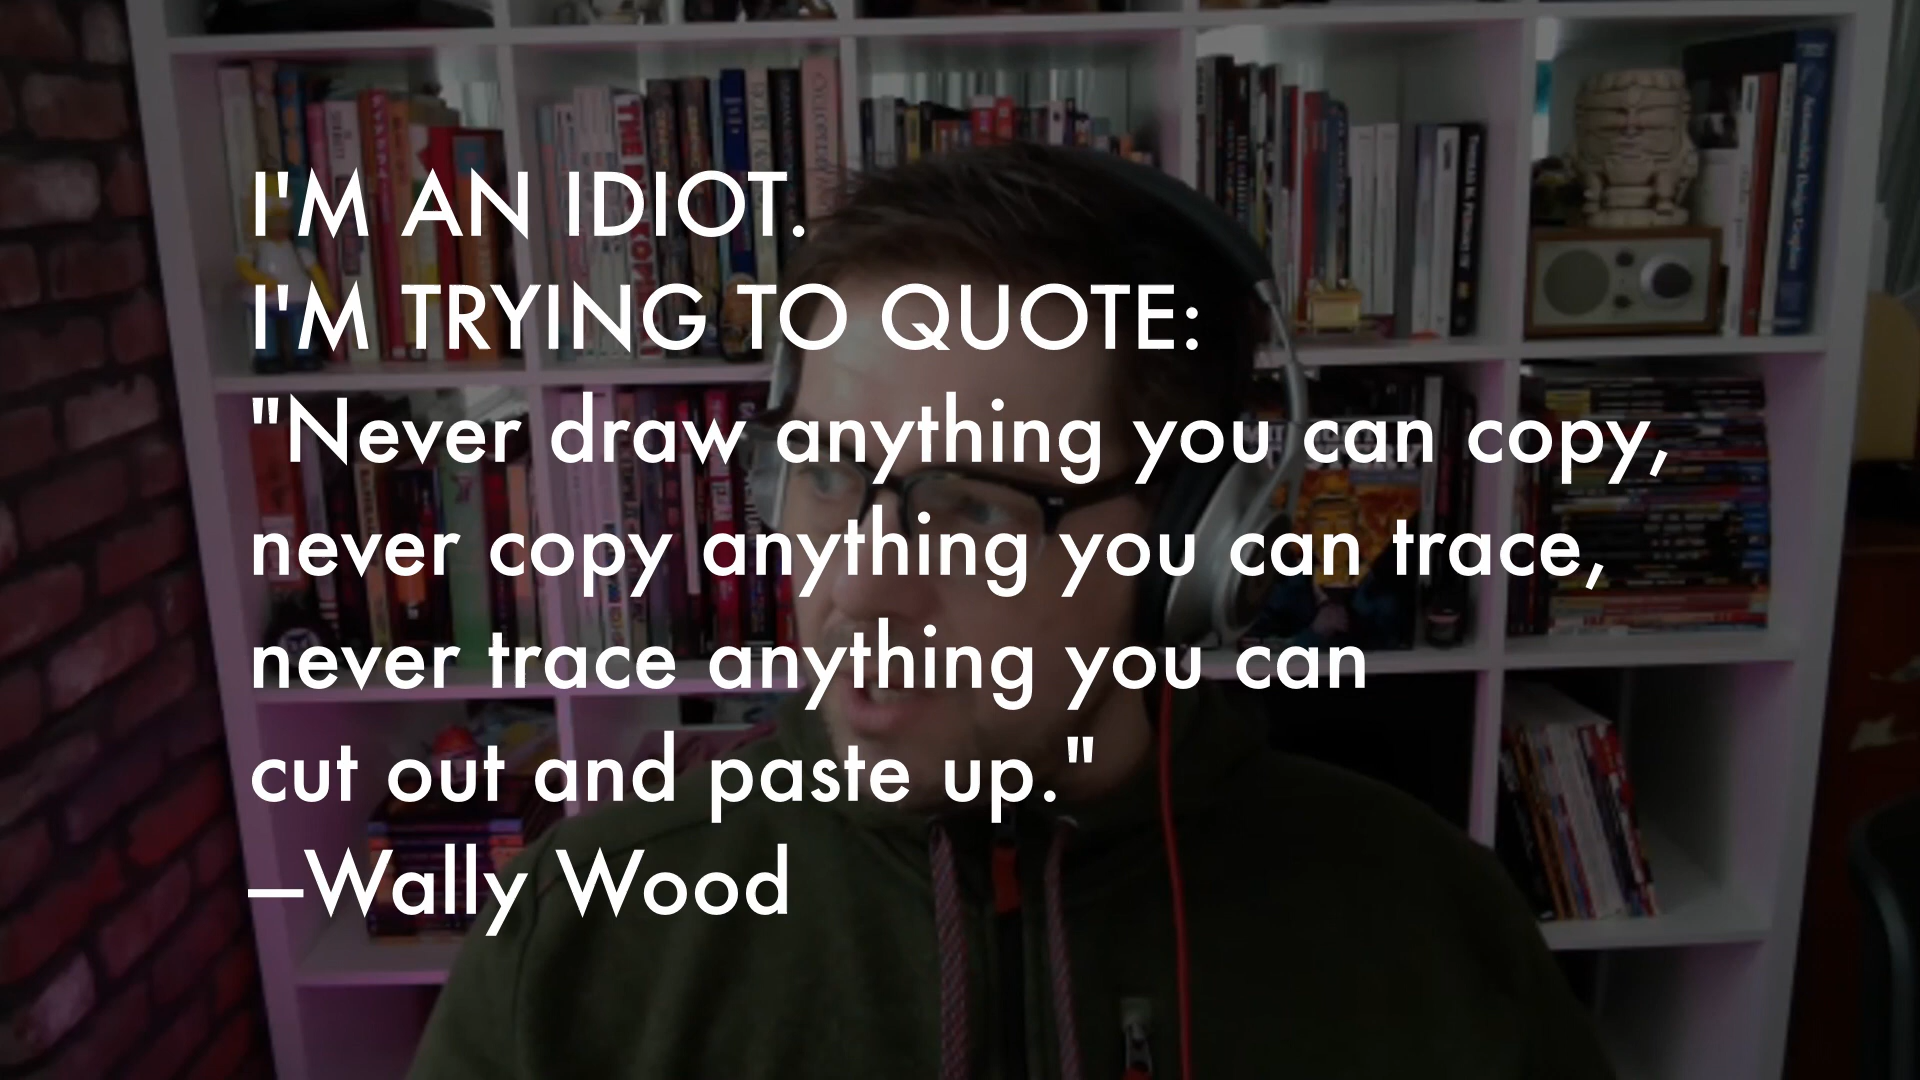 I'M AN IDIOT.
I'M TRYING TO QUOTE:
"Never draw anything you can copy,
never copy anything you can trace,
never trace anything you can
cut out and paste up."
—Wally Wood